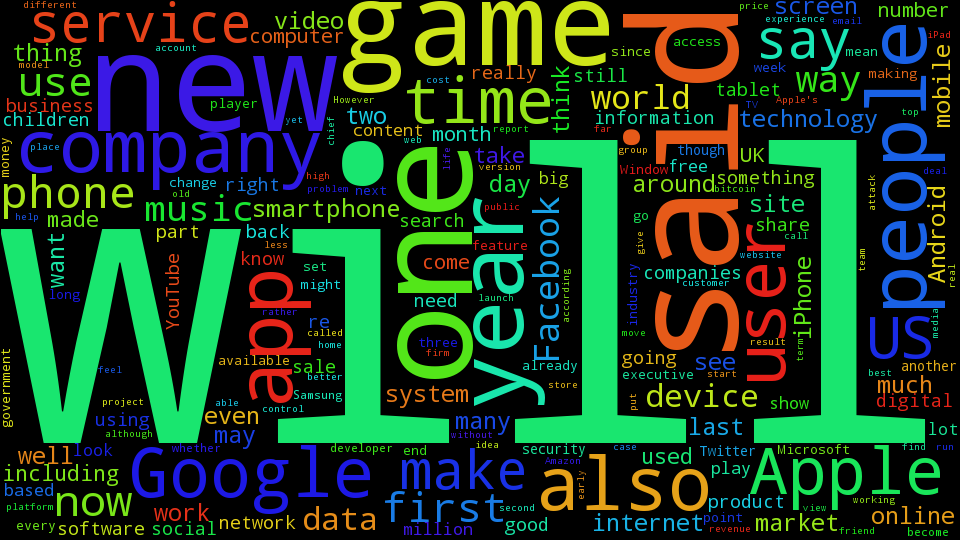 different
service
video
computer
game
screen
price
experience
email
number
thing
account
since
access
say
mean
iPad
model
use
new
cost
really
still
world
week
way
making
mobile
business
player
However
time
think
tablet
TV
Apple's
people
children
yet
chief
two
content
web
month
report
information
far
said
technology
top
money
place
company
take
life
version
group
though
free
UK
deal
phone
change
right
high
problem
next
old
one
day
big
Window
around
something
bitcoin
attack
help
made
music
smartphone
search
public
year
go
site
share
call
Android
part
back
less
feature
Facebook
give
user
website
team
real
want
YouTube
know
set
might
come
need
launch
according
industry
companies
customer
iPhone
long
app
rather
re
called
home
three
firm
move
result
term
US
media
government
feel
available
sale
better
already
store
going
executive
see
start
best
another
will
project
able
Samsung
control
system
put
device
show
much
digital
using
although
even
may
many
without
idea
last
lot
well
look
whether
developer
end
security
case
used
Twitter
Microsoft
find
run
including
based
platform
now
Google
make
Amazon
also
early
play
product
Apple
working
every
software
work
social
network
data
first
million
second
good
internet
point
revenue
market
view
friend
online
become